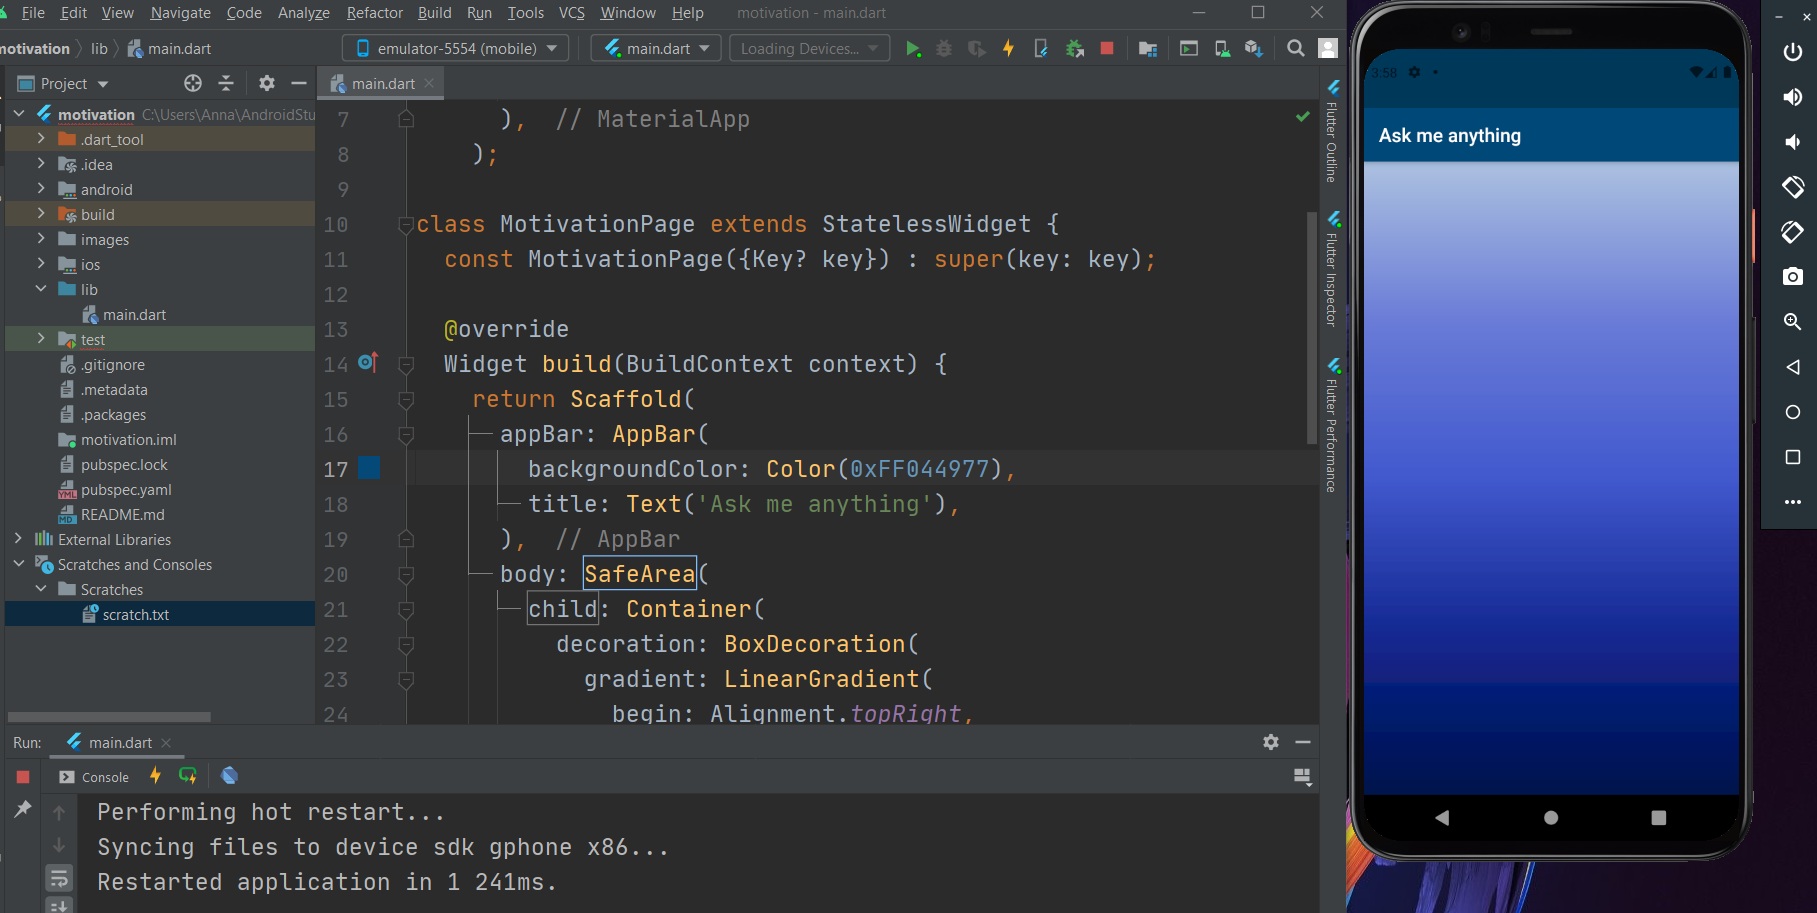 File Edit View Navigate Code Analyze Refactor Build Run Tools VCS Window Help motivation - main.dart
motivation lib main.dart emulator-5554 (mobile) main.dart Loading Devices...
Project
main.dart
motivation C:\Users\Anna\AndroidStu
.dart_tool
.idea
android
build
images
ios
lib
main.dart
test
.gitignore
.metadata
.packages
motivation.iml
pubspec.lock
pubspec.yaml
README.md
External Libraries
Scratches and Consoles
Scratches
scratch.txt
7 ), // MaterialApp
8 );
9
10 class MotivationPage extends StatelessWidget {
11 const MotivationPage({Key? key}) : super(key: key);
12
13 @override
14 Widget build(BuildContext context) {
15 return Scaffold(
16 appBar: AppBar(
17 backgroundColor: Color(0xFF044977),
18 title: Text('Ask me anything'),
19 ), // AppBar
20 body: SafeArea(
21 child: Container(
22 decoration: BoxDecoration(
23 gradient: LinearGradient(
24 begin: Alignment.topRight,
Flutter Outline
Flutter Inspector
Flutter Performance
Run: main.dart
Console
Performing hot restart...
Syncing files to device sdk gphone x86...
Restarted application in 1 241ms.
3:58
Ask me anything